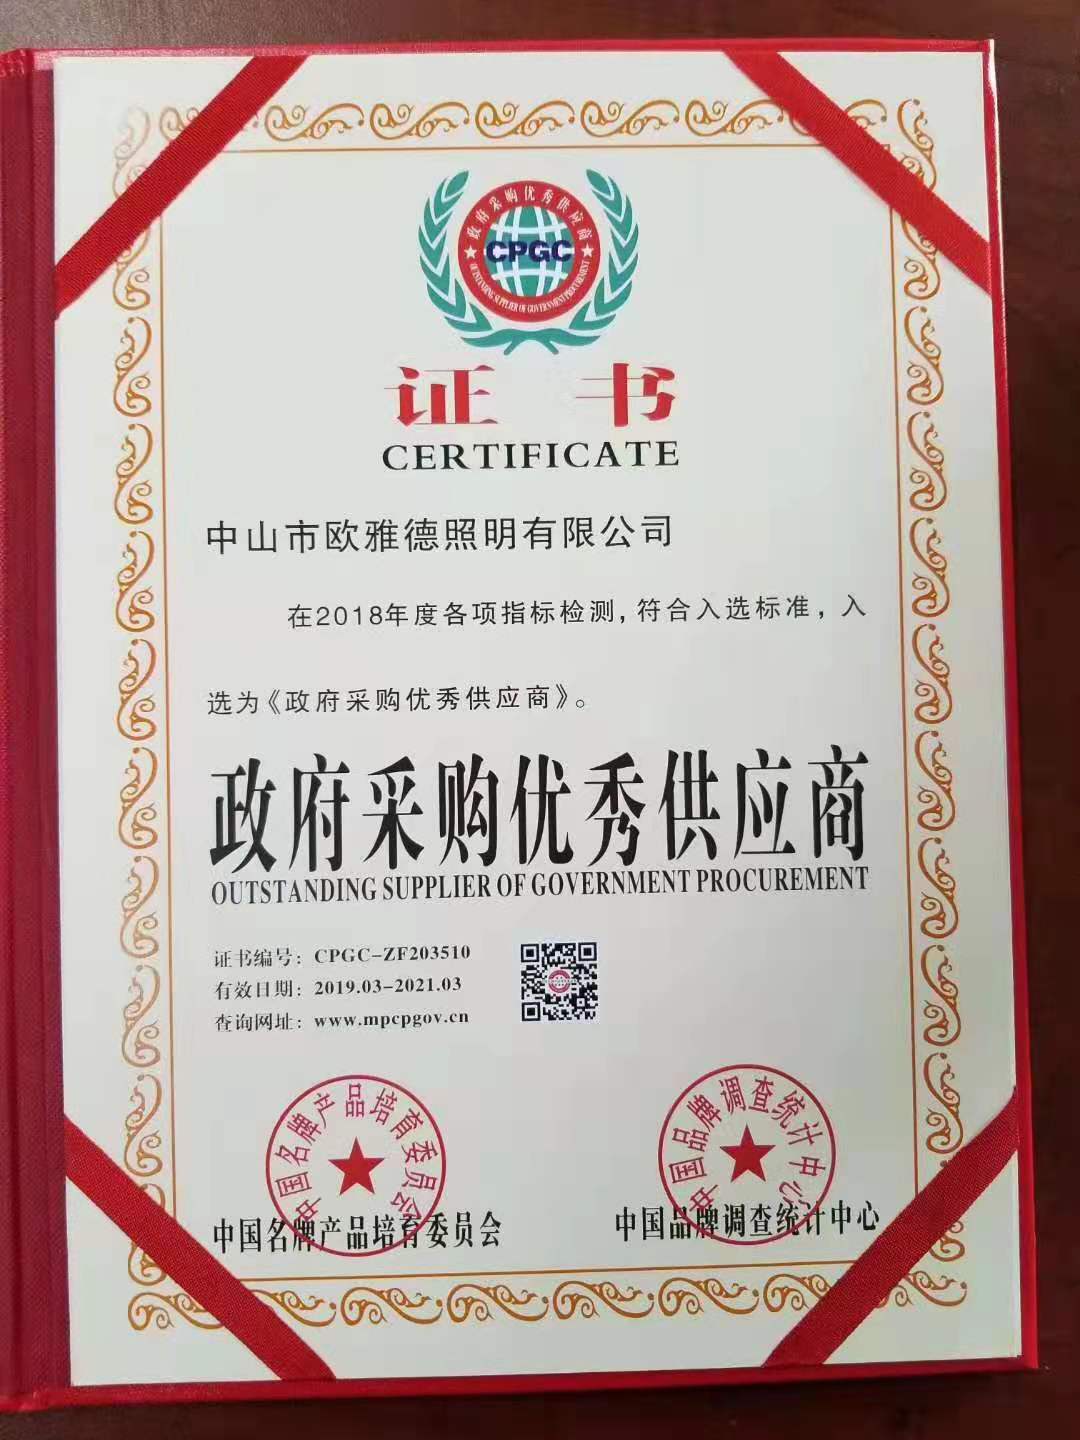 政府采购优秀供应商
CPGC
OUTSTANDING SUPPLIER OF GOVERNMENT PROCUREMENT
证书
CERTIFICATE
中山市欧雅德照明有限公司
在2018年度各项指标检测，符合入选标准，入
选为《政府采购优秀供应商》。
政府采购优秀供应商
OUTSTANDING SUPPLIER OF GOVERNMENT PROCUREMENT
证书编号：CPGC-ZF203510
有效日期：2019.03-2021.03
查询网址：www.mpcpgov.cn
中国名牌产品培育委员会
中国品牌调查统计中心
中国名牌产品培育委员会
中国品牌调查统计中心